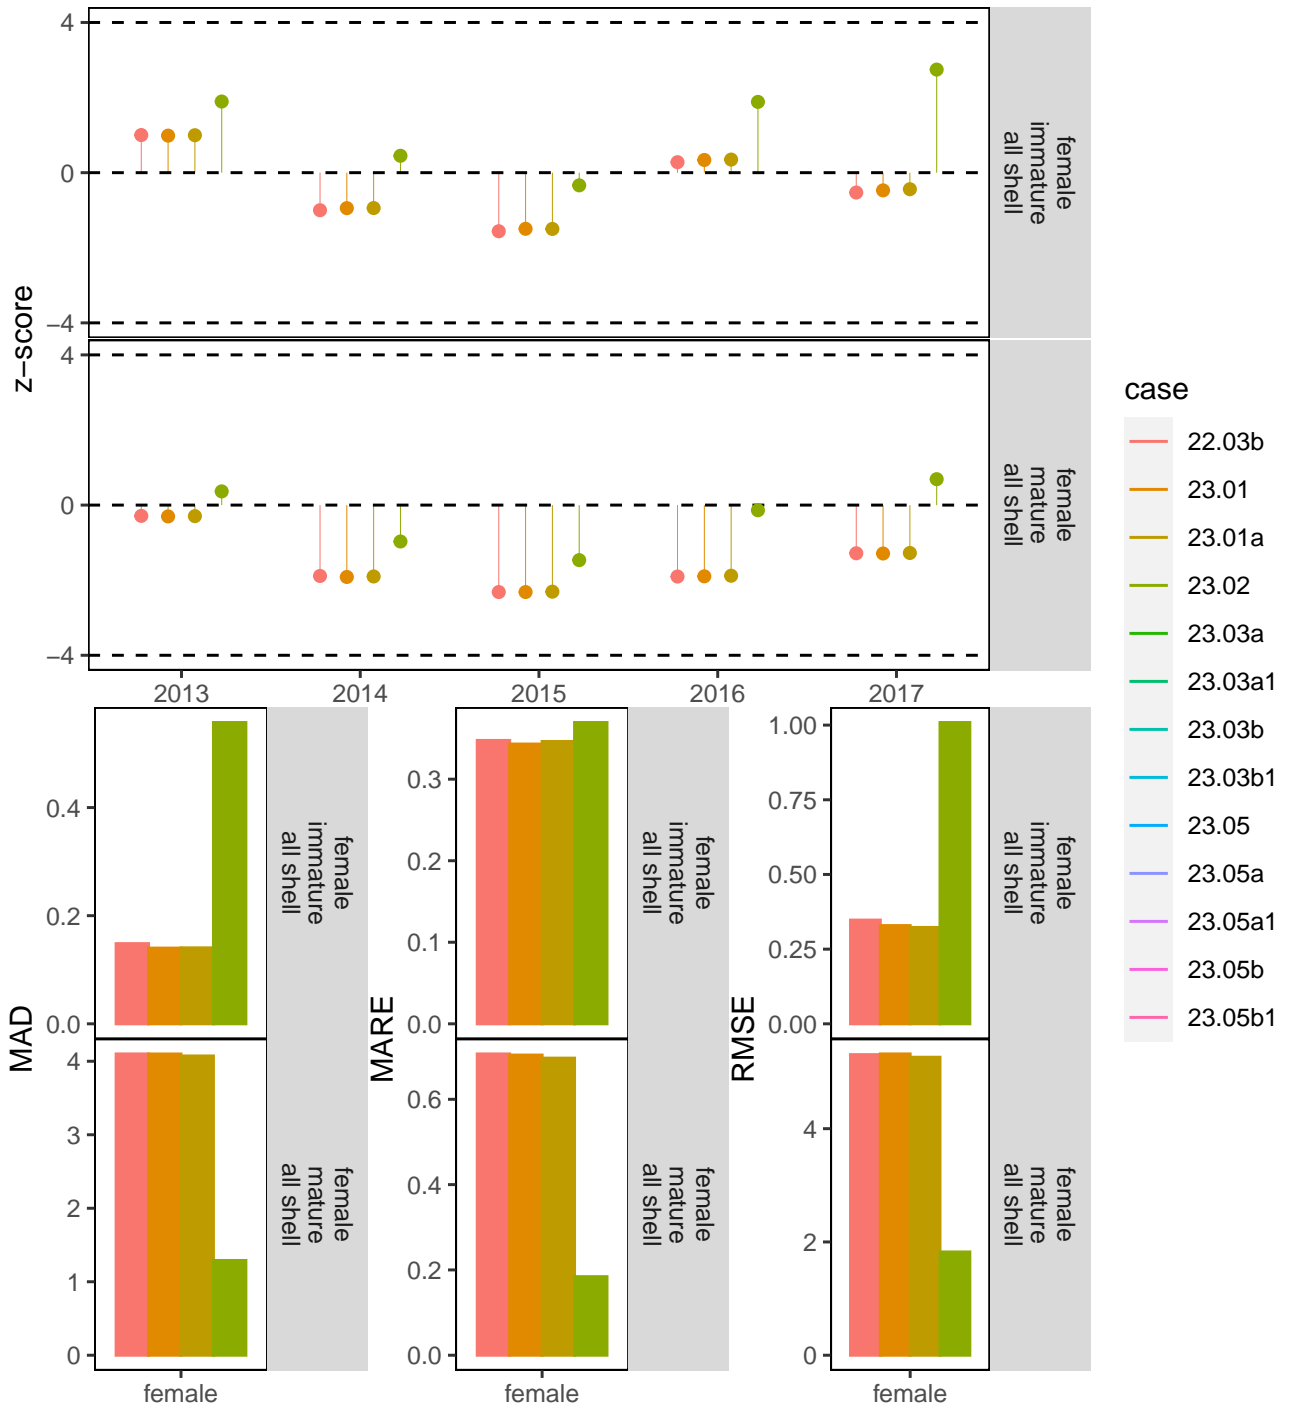 z−score
4
0
−4
female
immature
all shell
4
0
−4
female
mature
all shell
2013
2014
2015
2016
2017
MAD
0.4
0.2
0.0
female
immature
all shell
4
3
2
1
0
female
mature
all shell
female
MARE
0.3
0.2
0.1
0.0
female
immature
all shell
0.6
0.4
0.2
0.0
female
mature
all shell
female
RMSE
1.00
0.75
0.50
0.25
0.00
female
immature
all shell
4
2
0
female
mature
all shell
female
case
22.03b
23.01
23.01a
23.02
23.03a
23.03a1
23.03b
23.03b1
23.05
23.05a
23.05a1
23.05b
23.05b1